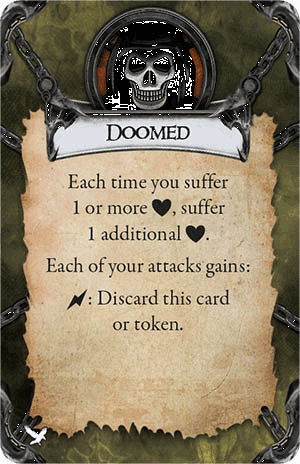 DOOMED
Each time you suffer
1 or more ♥, suffer
1 additional ♥.
Each of your attacks gains:
⚡: Discard this card
or token.